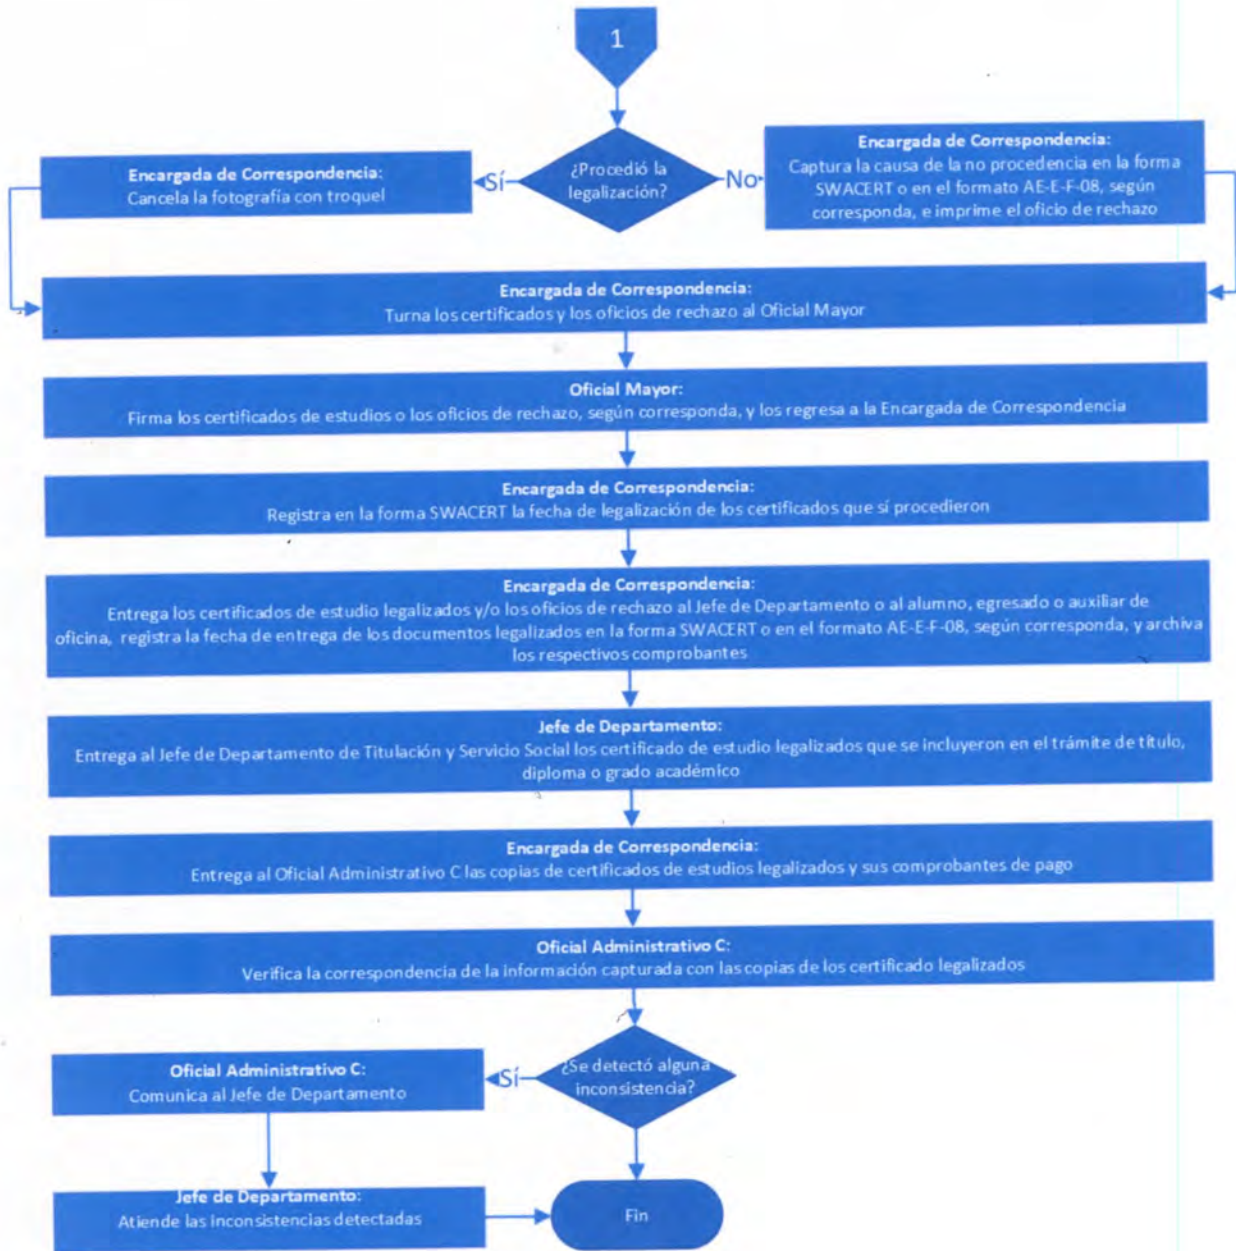 1
¿Procedió la
legalización?
Sí
No
Encargada de Correspondencia:
Cancela la fotografía con troquel
Encargada de Correspondencia:
Captura la causa de la no procedencia en la forma
SWACERT o en el formato AE-E-F-08, según
corresponda, e imprime el oficio de rechazo
Encargada de Correspondencia:
Turna los certificados y los oficios de rechazo al Oficial Mayor
Oficial Mayor:
Firma los certificados de estudios o los oficios de rechazo, según corresponda, y los regresa a la Encargada de Correspondencia
Encargada de Correspondencia:
Registra en la forma SWACERT la fecha de legalización de los certificados que sí procedieron
Encargada de Correspondencia:
Entrega los certificados de estudio legalizados y/o los oficios de rechazo al Jefe de Departamento o al alumno, egresado o auxiliar de
oficina, registra la fecha de entrega de los documentos legalizados en la forma SWACERT o en el formato AE-E-F-08, según corresponda, y archiva
los respectivos comprobantes
Jefe de Departamento:
Entrega al Jefe de Departamento de Titulación y Servicio Social los certificado de estudio legalizados que se incluyeron en el trámite de título,
diploma o grado académico
Encargada de Correspondencia:
Entrega al Oficial Administrativo C las copias de certificados de estudios legalizados y sus comprobantes de pago
Oficial Administrativo C:
Verifica la correspondencia de la información capturada con las copias de los certificado legalizados
¿Se detectó alguna
inconsistencia?
Sí
Oficial Administrativo C:
Comunica al Jefe de Departamento
Jefe de Departamento:
Atiende las inconsistencias detectadas
Fin